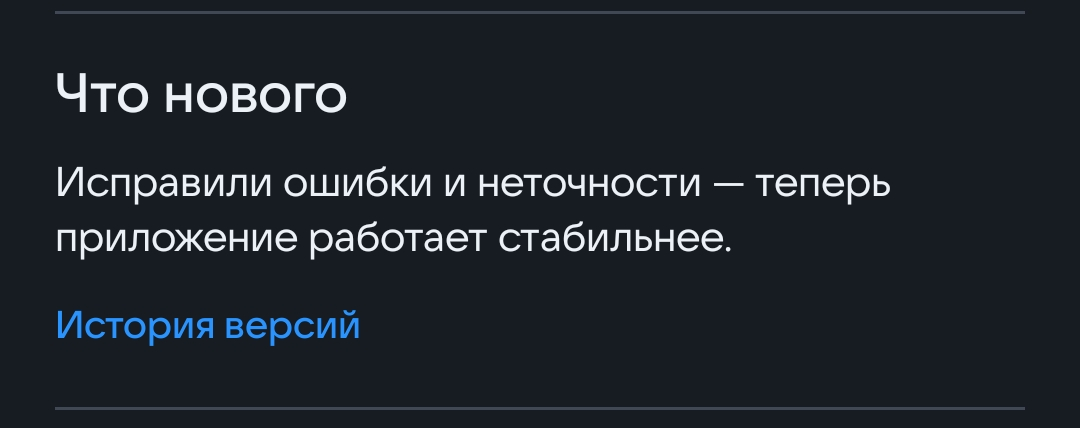 Что нового
Исправили ошибки и неточности — теперь
приложение работает стабильнее.
История версий